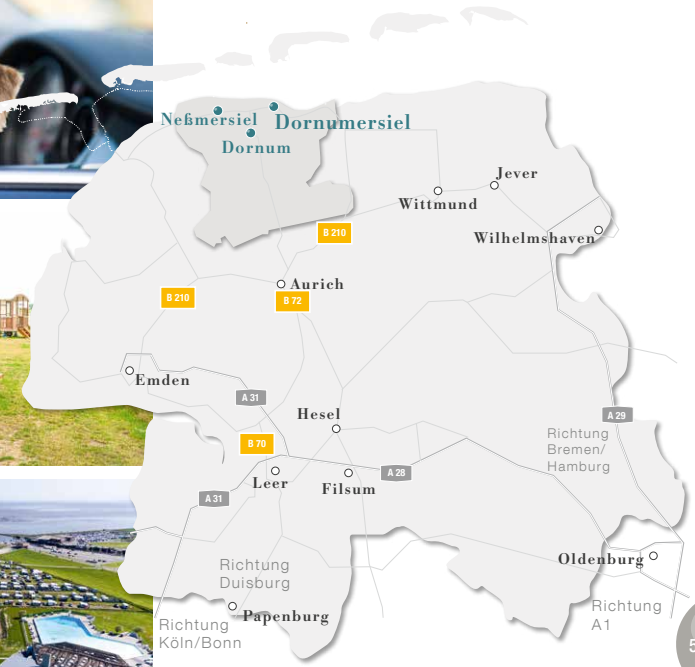 Neßmersiel
Dornumersiel
Dornum
Jever
Wittmund
Wilhelmshaven
B 210
Aurich
B 210
B 72
Emden
A 31
Hesel
A 29
Richtung
Bremen/
Hamburg
B 70
Leer
A 28
Filsum
A 31
Oldenburg
Richtung
Duisburg
Richtung
A1
Papenburg
Richtung
Köln/Bonn
5